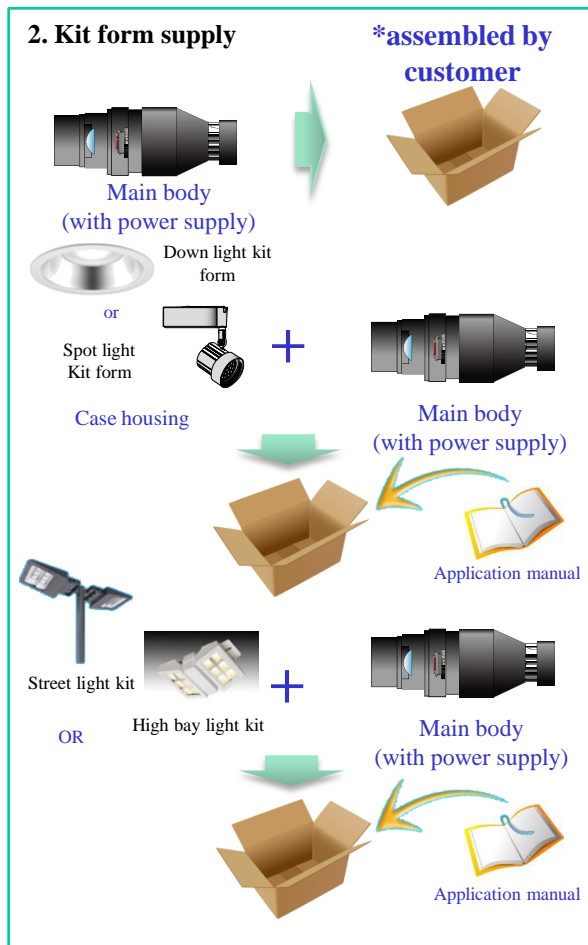 2. Kit form supply
*assembled by
customer
Main body
(with power supply)
Down light kit
form
or
Spot light
Kit form
+
Case housing
Main body
(with power supply)
Application manual
Street light kit
OR
High bay light kit
+
Main body
(with power supply)
Application manual